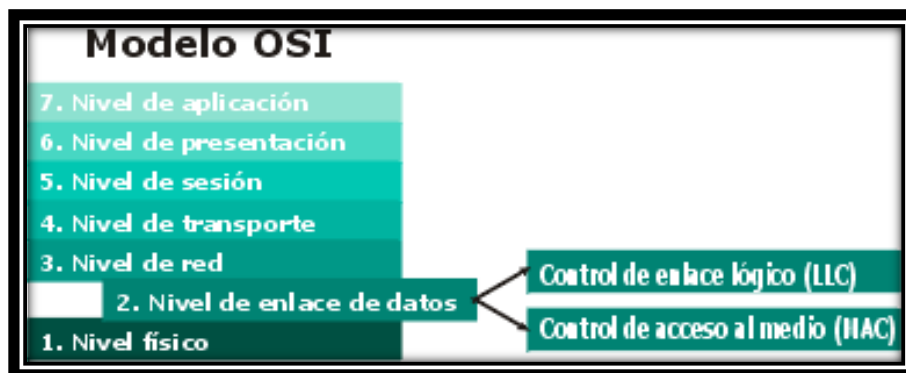 Modelo OSI
7. Nivel de aplicación
6. Nivel de presentación
5. Nivel de sesión
4. Nivel de transporte
3. Nivel de red
2. Nivel de enlace de datos
1. Nivel físico
Control de enlace lógico (LLC)
Control de acceso al medio (MAC)